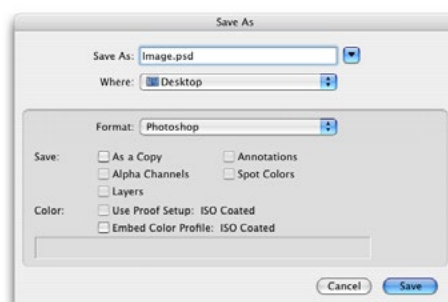 Save As
Save As: Image.psd
Where: Desktop
Format: Photoshop
Save: As a Copy Annotations
Alpha Channels Spot Colors
Layers
Color: Use Proof Setup: ISO Coated
Embed Color Profile: ISO Coated
Cancel Save